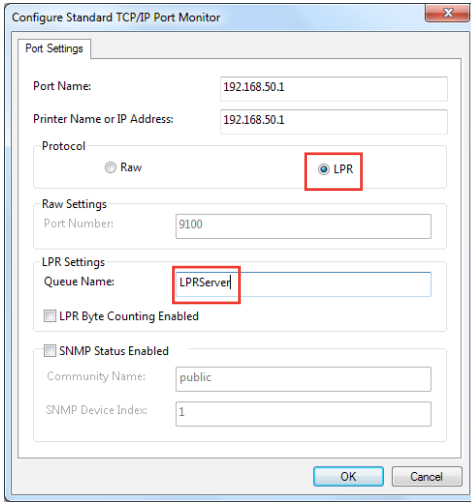 Configure Standard TCP/IP Port Monitor
Port Settings
Port Name: 192.168.50.1
Printer Name or IP Address: 192.168.50.1
Protocol
Raw LPR
Raw Settings
Port Number: 9100
LPR Settings
Queue Name: LPRServer
LPR Byte Counting Enabled
SNMP Status Enabled
Community Name: public
SNMP Device Index: 1
OK Cancel